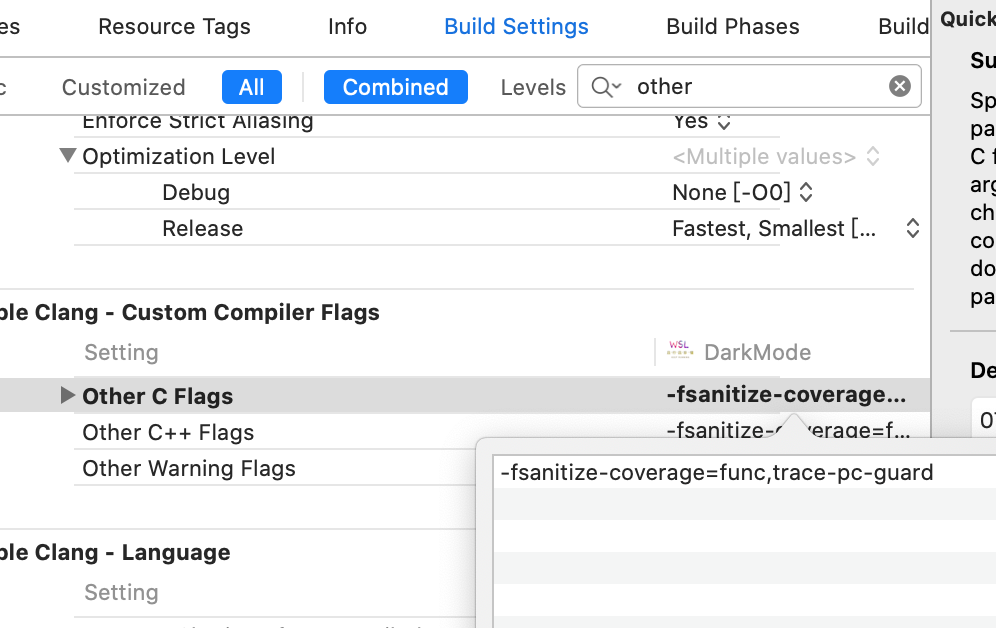 es Resource Tags Info Build Settings Build Phases Build
Quick
c Customized All Combined Levels other
Su
Sp
pa
C f
arg
ch
co
do
pa
Enforce Strict Aliasing Yes
Optimization Level <Multiple values>
Debug None [-O0]
Release Fastest, Smallest [...
ple Clang - Custom Compiler Flags
Setting WSL DarkMode
De
Other C Flags -fsanitize-coverage...
07
Other C++ Flags -fsanitize-coverage=f...
Other Warning Flags
-fsanitize-coverage=func,trace-pc-guard
ple Clang - Language
Setting